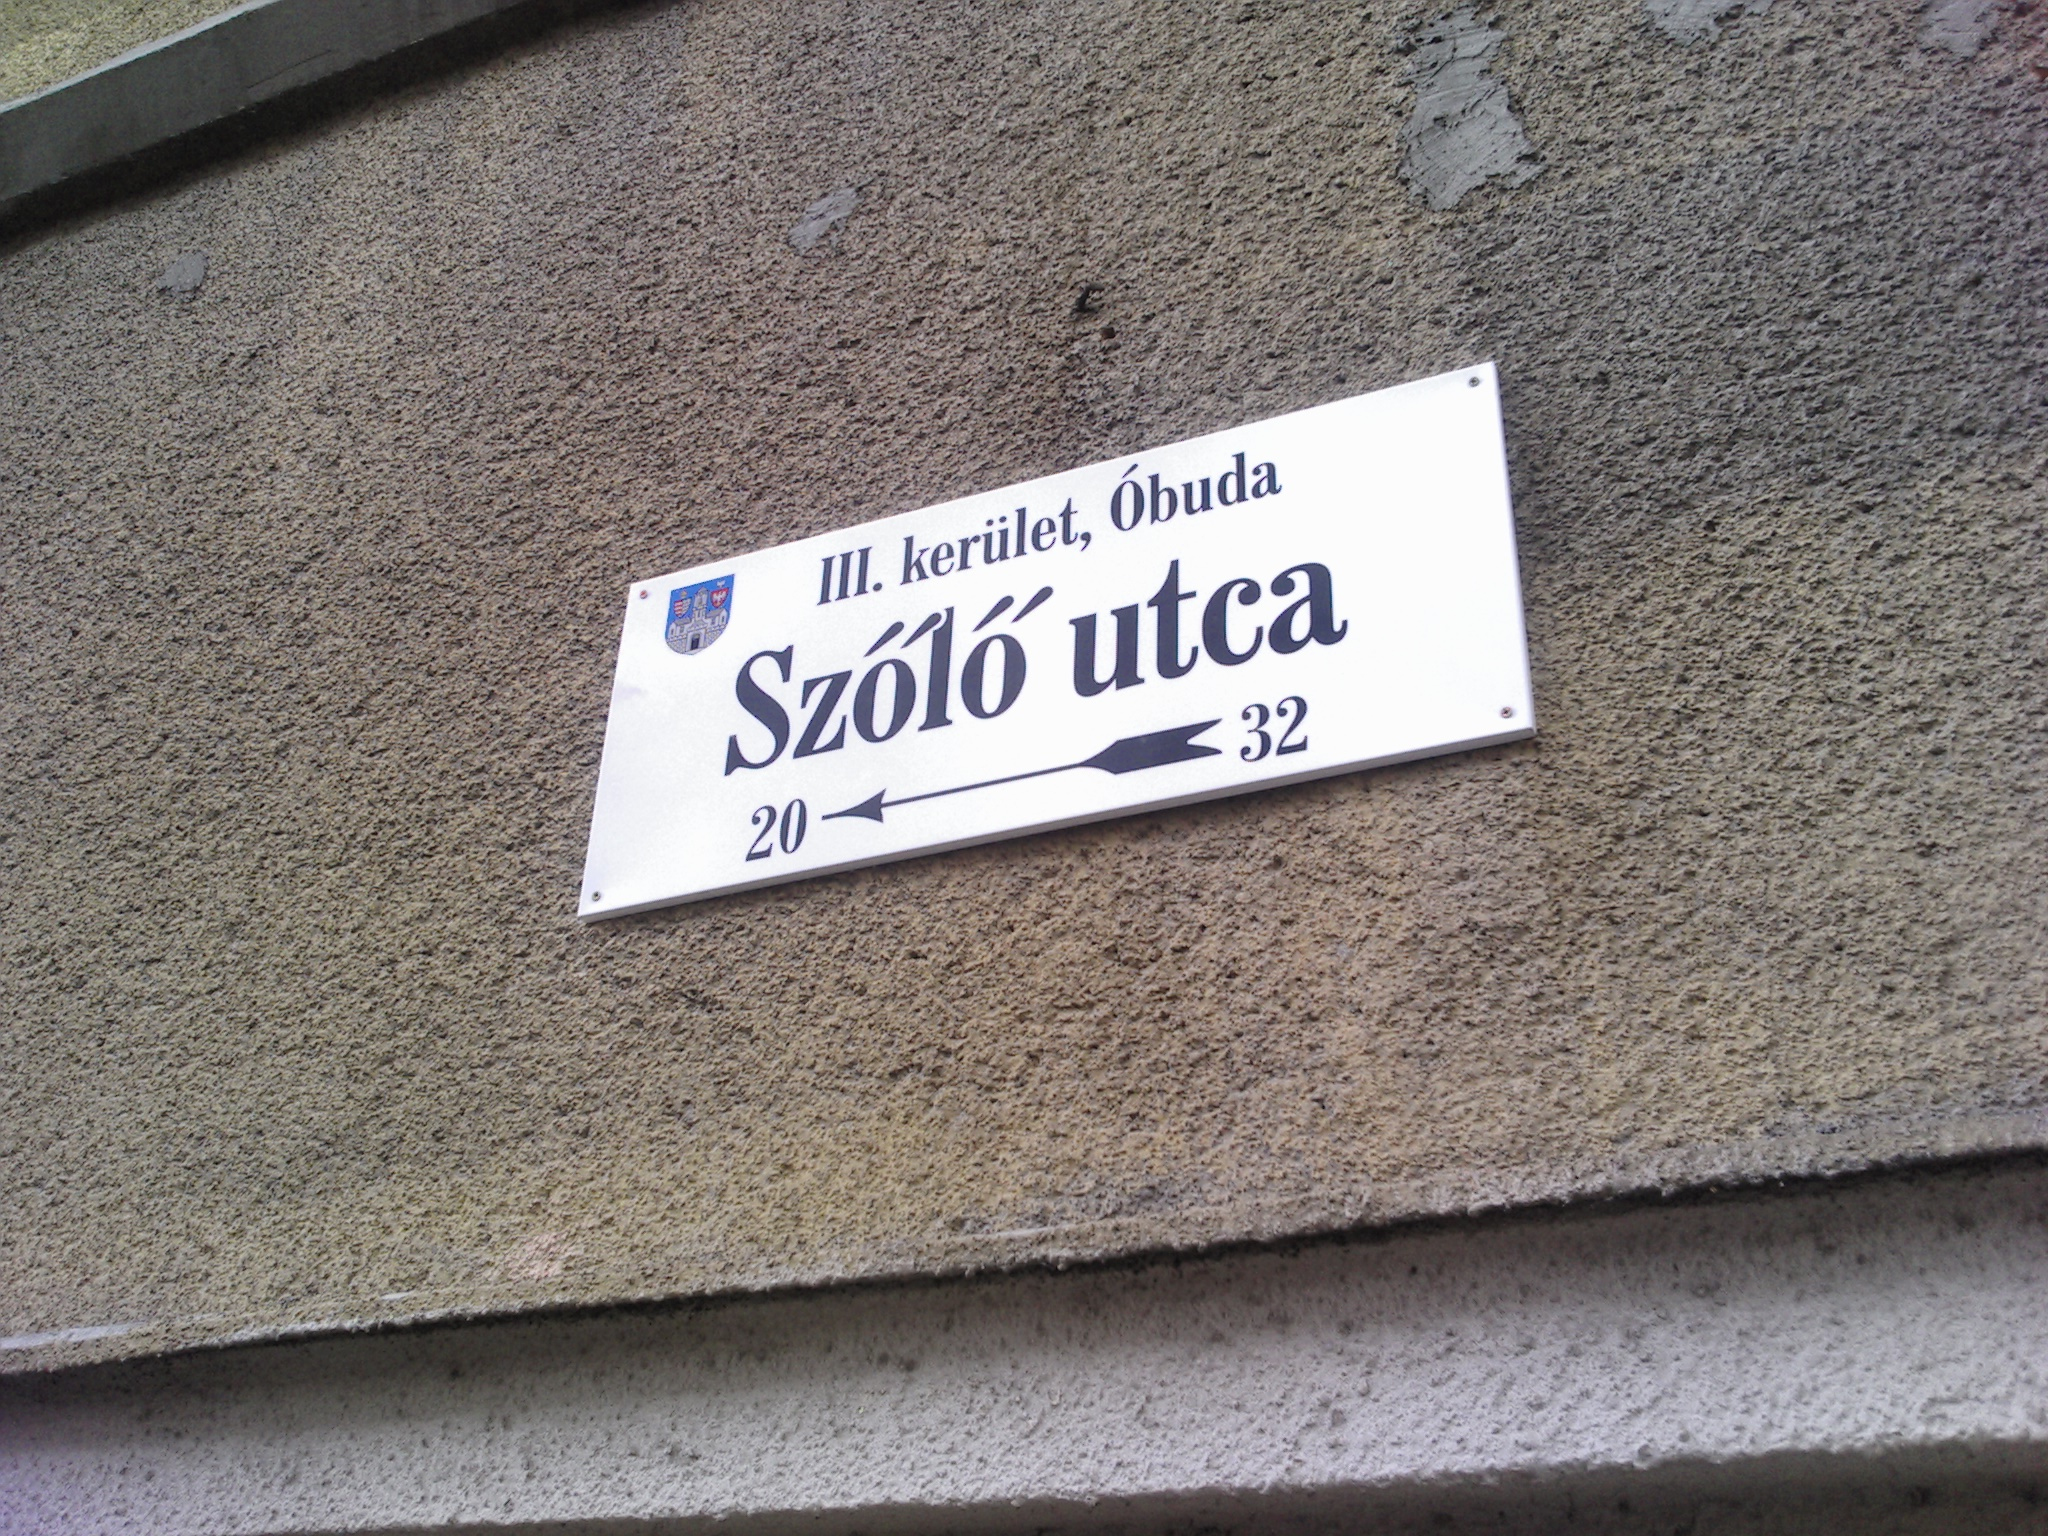 III. kerület, Óbuda
Szőlő utca
20 32